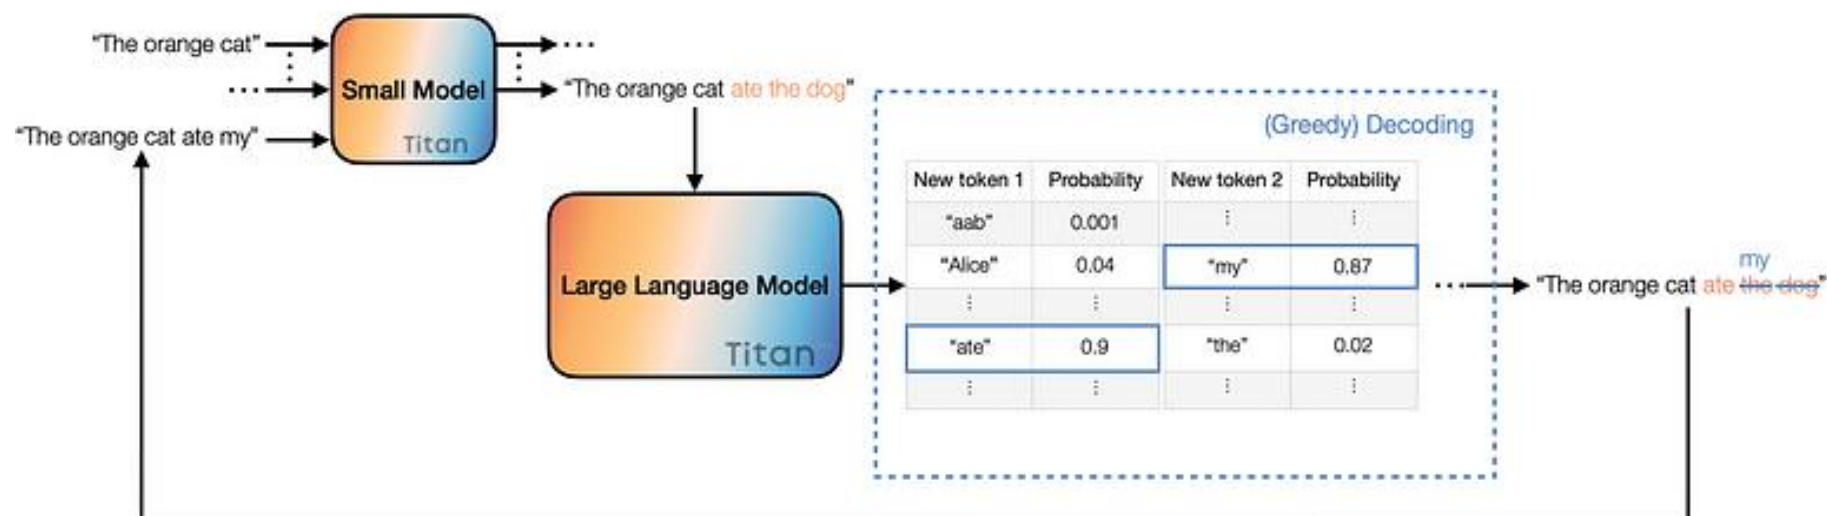 “The orange cat”
Small Model
Titan
“The orange cat ate my”
“The orange cat ate the dog”
Large Language Model
Titan
(Greedy) Decoding
New token 1 Probability New token 2 Probability
“aab” 0.001
“Alice” 0.04 “my” 0.87
“ate” 0.9 “the” 0.02
my
“The orange cat ate the dog”